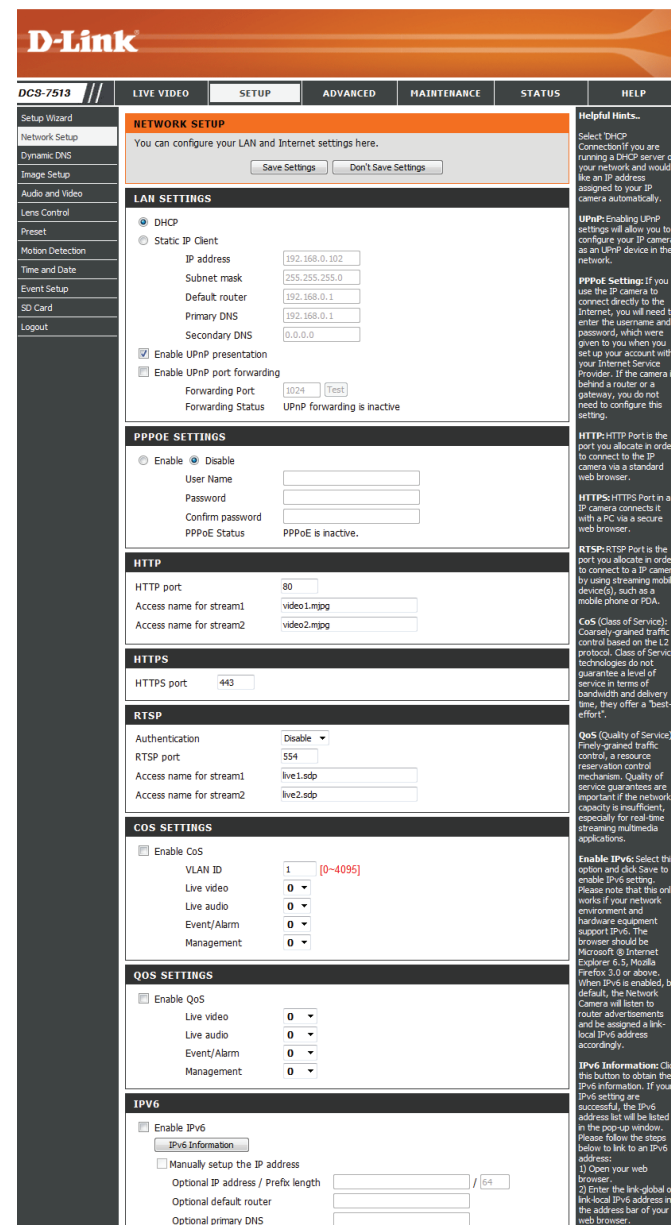 D-Link
DCS-7513 // LIVE VIDEO SETUP ADVANCED MAINTENANCE STATUS HELP
Setup Wizard
Network Setup
Dynamic DNS
Image Setup
Audio and Video
Lens Control
Preset
Motion Detection
Time and Date
Event Setup
SD Card
Logout
NETWORK SETUP
You can configure your LAN and Internet settings here.
Save Settings Don't Save Settings
LAN SETTINGS
DHCP
Static IP Client
IP address 192.168.0.102
Subnet mask 255.255.255.0
Default router 192.168.0.1
Primary DNS 192.168.0.1
Secondary DNS 0.0.0.0
Enable UPnP presentation
Enable UPnP port forwarding
Forwarding Port 1024 Test
Forwarding Status UPnP forwarding is inactive
PPPOE SETTINGS
Enable Disable
User Name
Password
Confirm password
PPPoE Status PPPoE is inactive.
HTTP
HTTP port 80
Access name for stream1 video1.mjpg
Access name for stream2 video2.mjpg
HTTPS
HTTPS port 443
RTSP
Authentication Disable
RTSP port 554
Access name for stream1 live1.sdp
Access name for stream2 live2.sdp
COS SETTINGS
Enable CoS
VLAN ID 1 [0~4095]
Live video 0
Live audio 0
Event/Alarm 0
Management 0
QOS SETTINGS
Enable QoS
Live video 0
Live audio 0
Event/Alarm 0
Management 0
IPV6
Enable IPv6
IPv6 Information
Manually setup the IP address
Optional IP address / Prefix length / 64
Optional default router
Optional primary DNS
Helpful Hints..
Select 'DHCP
Connection'if you are
running a DHCP server
your network and would
like an IP address
assigned to your IP
camera automatically.
UPnP: Enabling UPnP
settings will allow you to
configure your IP camera
as an UPnP device in the
network.
PPPoE Setting: If you
use the IP camera to
connect directly to the
Internet, you will need
enter the username and
password, which were
given to you when you
set up your account with
your Internet Service
Provider. If the camera
behind a router or a
gateway, you do not
need to configure this
setting.
HTTP: HTTP Port is the
port you allocate in
to connect to the IP
camera via a standard
web browser.
HTTPS: HTTPS Port in a
IP camera connects it
with a PC via a secure
web browser.
RTSP: RTSP Port is the
port you allocate in
to connect to a IP
by using streaming
device(s), such as a
mobile phone or PDA.
CoS (Class of Service):
Coarsely-grained traffic
control based on the L2
protocol. Class of
technologies do not
guarantee a level of
service in terms of
bandwidth and delivery
time, they offer a "best-
effort".
QoS (Quality of Service)
Finely-grained traffic
control, a resource
reservation control
mechanism. Quality of
service guarantees are
important if the network
capacity is insufficient,
especially for real-time
streaming multimedia
applications.
Enable IPv6: Select
option and click Save to
enable IPv6 setting.
Please note that this
works if your network
environment and
hardware equipment
support IPv6. The
browser should be
Microsoft ® Internet
Explorer 6.5, Mozilla
Firefox 3.0 or above.
When IPv6 is enabled,
default, the Network
Camera will listen to
router advertisements
and be assigned a link-
local IPv6 address
accordingly.
IPv6 Information:
this button to obtain the
IPv6 information. If your
IPv6 setting are
successful, the IPv6
address list will be listed
in the pop-up window.
Please follow the steps
below to link to an IPv6
address:
1) Open your web
browser.
2) Enter the link-global
link-local IPv6 address in
the address bar of your
web browser.